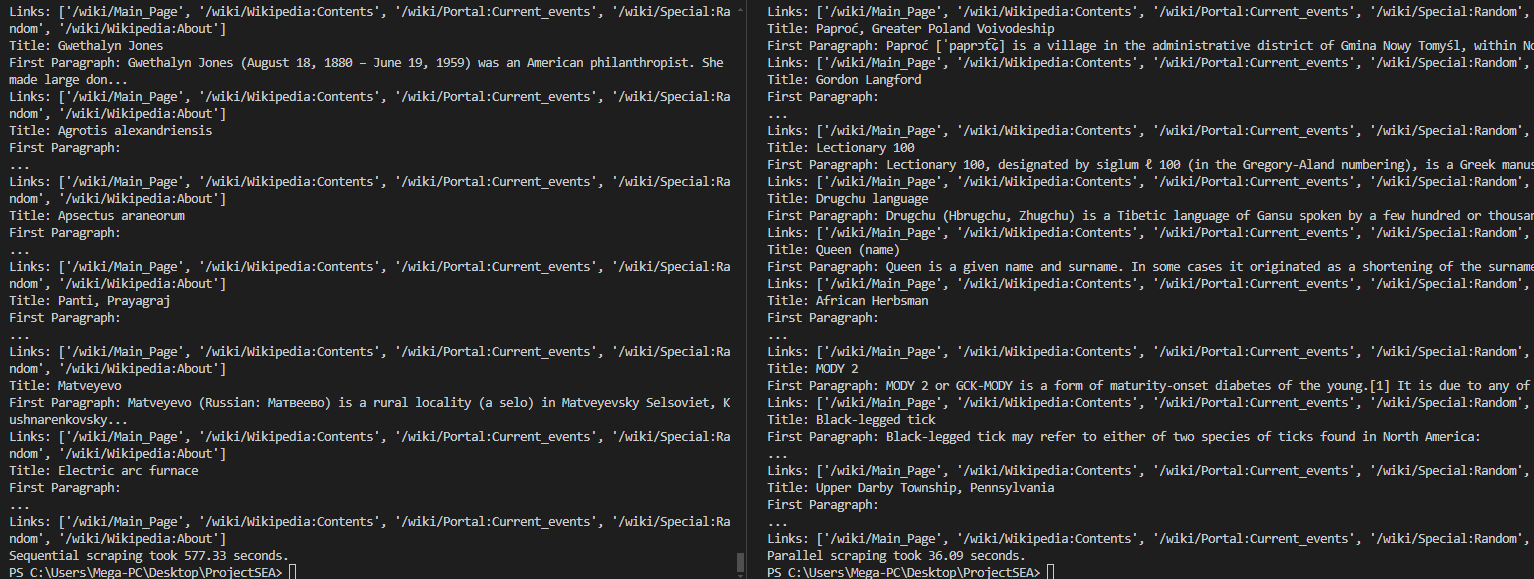 Links: ['/wiki/Main_Page', '/wiki/Wikipedia:Contents', '/wiki/Portal:Current_events', '/wiki/Special:Ra
ndom', '/wiki/Wikipedia:About']
Title: Gwethalyn Jones
First Paragraph: Gwethalyn Jones (August 18, 1880 – June 19, 1959) was an American philanthropist. She
made large don...
Links: ['/wiki/Main_Page', '/wiki/Wikipedia:Contents', '/wiki/Portal:Current_events', '/wiki/Special:Ra
ndom', '/wiki/Wikipedia:About']
Title: Agrotis alexandriensis
First Paragraph:
...
Links: ['/wiki/Main_Page', '/wiki/Wikipedia:Contents', '/wiki/Portal:Current_events', '/wiki/Special:Ra
ndom', '/wiki/Wikipedia:About']
Title: Apsectus araneorum
First Paragraph:
...
Links: ['/wiki/Main_Page', '/wiki/Wikipedia:Contents', '/wiki/Portal:Current_events', '/wiki/Special:Ra
ndom', '/wiki/Wikipedia:About']
Title: Panti, Prayagraj
First Paragraph:
...
Links: ['/wiki/Main_Page', '/wiki/Wikipedia:Contents', '/wiki/Portal:Current_events', '/wiki/Special:Ra
ndom', '/wiki/Wikipedia:About']
Title: Matveyevo
First Paragraph: Matveyevo (Russian: Матвеево) is a rural locality (a selo) in Matveyevsky Selsoviet, K
ushnarenkovsky...
Links: ['/wiki/Main_Page', '/wiki/Wikipedia:Contents', '/wiki/Portal:Current_events', '/wiki/Special:Ra
ndom', '/wiki/Wikipedia:About']
Title: Electric arc furnace
First Paragraph:
...
Links: ['/wiki/Main_Page', '/wiki/Wikipedia:Contents', '/wiki/Portal:Current_events', '/wiki/Special:Ra
ndom', '/wiki/Wikipedia:About']
Sequential scraping took 577.33 seconds.
PS C:\Users\Mega-PC\Desktop\ProjectSEA>
Links: ['/wiki/Main_Page', '/wiki/Wikipedia:Contents', '/wiki/Portal:Current_events', '/wiki/Special:Random',
Title: Paproć, Greater Poland Voivodeship
First Paragraph: Paproć [ˈpaprɔt͡ɕ] is a village in the administrative district of Gmina Nowy Tomyśl, within No
Links: ['/wiki/Main_Page', '/wiki/Wikipedia:Contents', '/wiki/Portal:Current_events', '/wiki/Special:Random',
Title: Gordon Langford
First Paragraph:
...
Links: ['/wiki/Main_Page', '/wiki/Wikipedia:Contents', '/wiki/Portal:Current_events', '/wiki/Special:Random',
Title: Lectionary 100
First Paragraph: Lectionary 100, designated by siglum ℓ 100 (in the Gregory-Aland numbering), is a Greek manus
Links: ['/wiki/Main_Page', '/wiki/Wikipedia:Contents', '/wiki/Portal:Current_events', '/wiki/Special:Random',
Title: Drugchu language
First Paragraph: Drugchu (Hbrugchu, Zhugchu) is a Tibetic language of Gansu spoken by a few hundred or thousan
Links: ['/wiki/Main_Page', '/wiki/Wikipedia:Contents', '/wiki/Portal:Current_events', '/wiki/Special:Random',
Title: Queen (name)
First Paragraph: Queen is a given name and surname. In some cases it originated as a shortening of the surname
Links: ['/wiki/Main_Page', '/wiki/Wikipedia:Contents', '/wiki/Portal:Current_events', '/wiki/Special:Random',
Title: African Herbsman
First Paragraph:
...
Links: ['/wiki/Main_Page', '/wiki/Wikipedia:Contents', '/wiki/Portal:Current_events', '/wiki/Special:Random',
Title: MODY 2
First Paragraph: MODY 2 or GCK-MODY is a form of maturity-onset diabetes of the young.[1] It is due to any of
Links: ['/wiki/Main_Page', '/wiki/Wikipedia:Contents', '/wiki/Portal:Current_events', '/wiki/Special:Random',
Title: Black-legged tick
First Paragraph: Black-legged tick may refer to either of two species of ticks found in North America:
...
Links: ['/wiki/Main_Page', '/wiki/Wikipedia:Contents', '/wiki/Portal:Current_events', '/wiki/Special:Random',
Title: Upper Darby Township, Pennsylvania
First Paragraph:
...
Links: ['/wiki/Main_Page', '/wiki/Wikipedia:Contents', '/wiki/Portal:Current_events', '/wiki/Special:Random',
Parallel scraping took 36.09 seconds.
PS C:\Users\Mega-PC\Desktop\ProjectSEA>